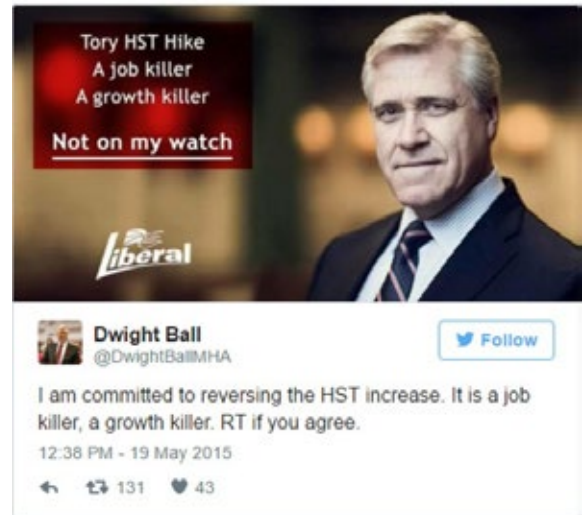 Tory HST Hike
A job killer
A growth killer
Not on my watch
Liberal
Dwight Ball
@DwightBallMHA
Follow
I am committed to reversing the HST increase. It is a job
killer, a growth killer. RT if you agree.
12:38 PM - 19 May 2015
131 43